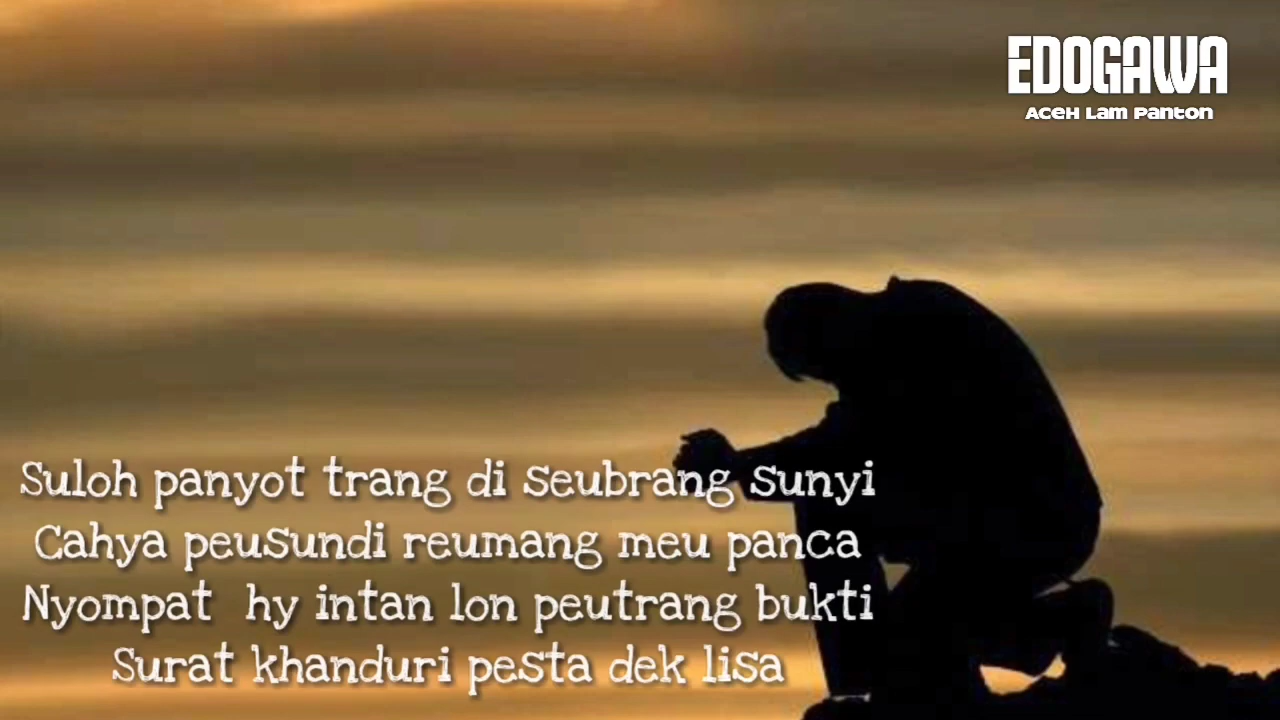 EDOGAWA
Aceh Lam Panton
Suloh panyot trang di seubrang sunyi
Cahya peusundi reumang meu panca
Nyompat hy intan lon peutrang bukti
Surat khanduri pesta dek lisa